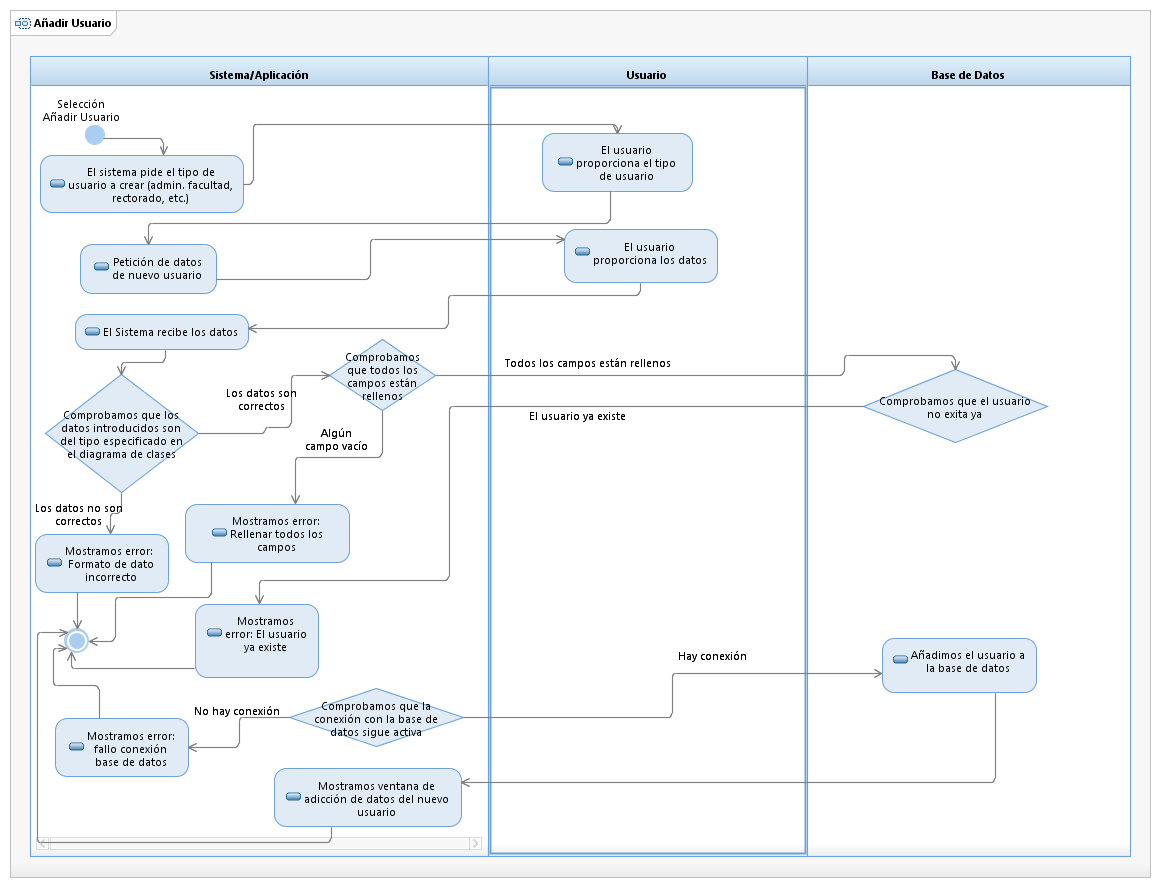 Añadir Usuario
Sistema/Aplicación
Usuario
Base de Datos
Selección
Añadir Usuario
El sistema pide el tipo de
usuario a crear (admin. facultad,
rectorado, etc.)
El usuario
proporciona el tipo
de usuario
Petición de datos
de nuevo usuario
El usuario
proporciona los datos
El Sistema recibe los datos
Comprobamos
que todos los
campos están
rellenos
Todos los campos están rellenos
Los datos son
correctos
Comprobamos que el usuario
no exita ya
El usuario ya existe
Comprobamos que los
datos introducidos son
del tipo especificado en
el diagrama de clases
Algún
campo vacío
Los datos no son
correctos
Mostramos error:
Rellenar todos los
campos
Mostramos error:
Formato de dato
incorrecto
Mostramos
error: El usuario
ya existe
Hay conexión
Añadimos el usuario a
la base de datos
No hay conexión
Comprobamos que la
conexión con la base de
datos sigue activa
Mostramos error:
fallo conexión
base de datos
Mostramos ventana de
adicción de datos del nuevo
usuario